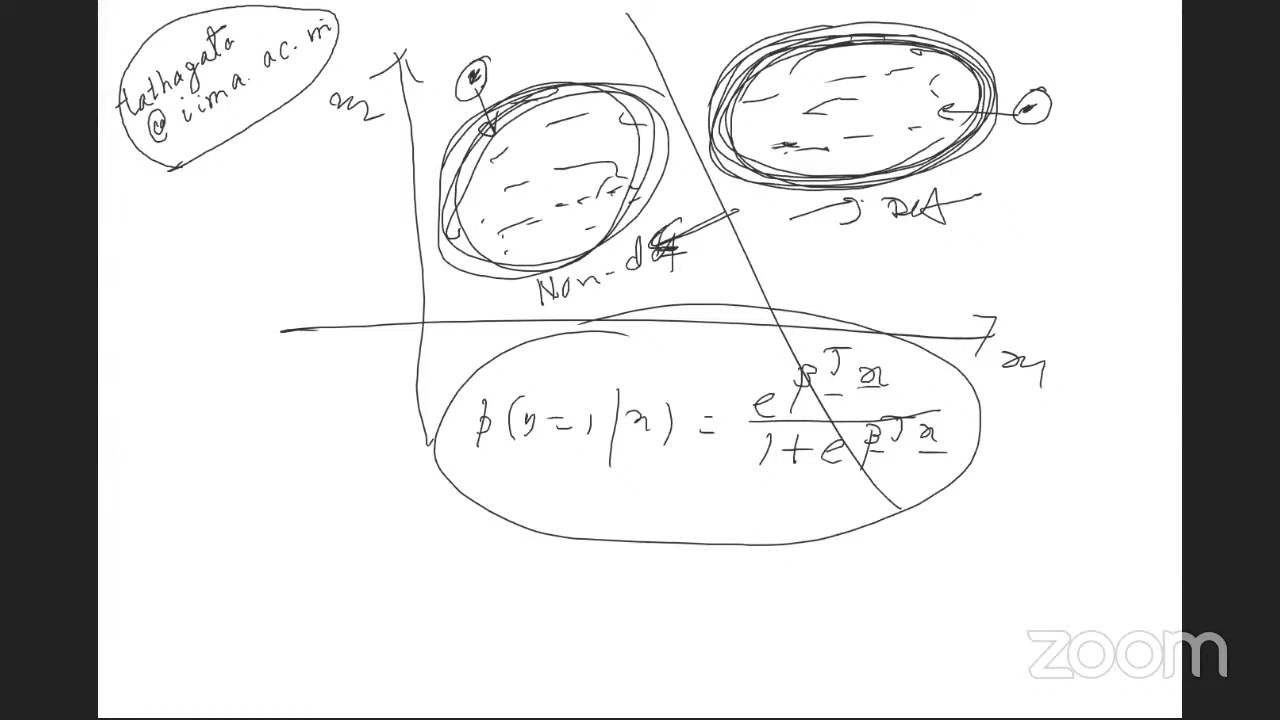 tathagata
@ iima. ac. in
x2
Non-def
→ Def
x1
p(y=1|x) = e^β^T x / 1+e^β^T x
zoom